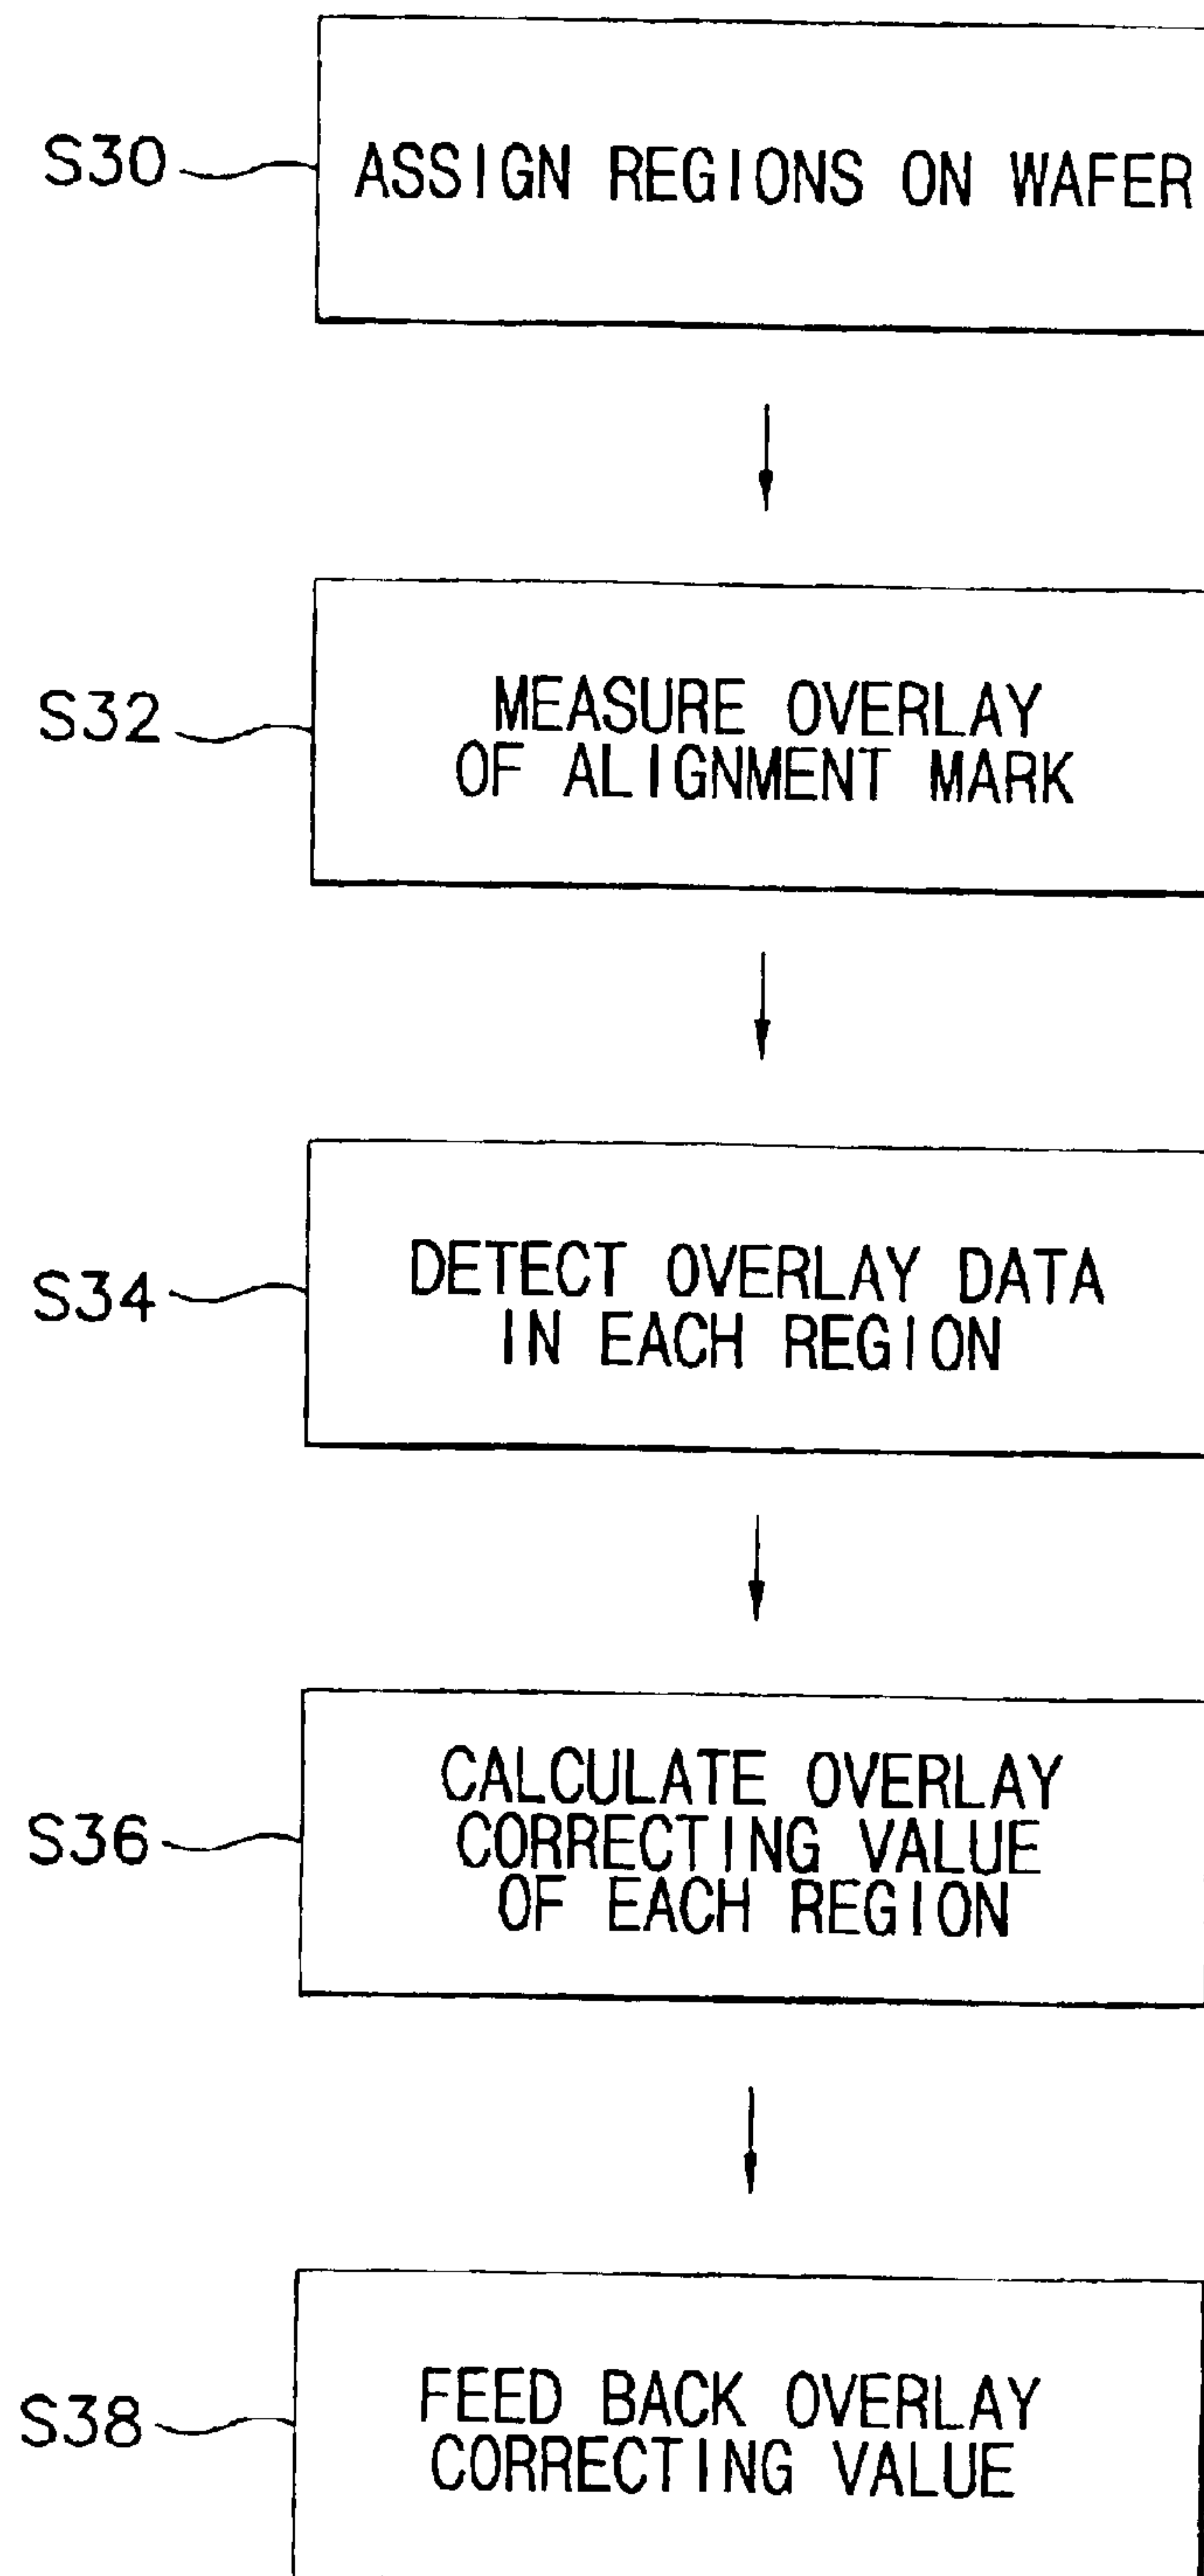 S30
ASSIGN REGIONS ON WAFER
S32
MEASURE OVERLAY
OF ALIGNMENT MARK
S34
DETECT OVERLAY DATA
IN EACH REGION
S36
CALCULATE OVERLAY
CORRECTING VALUE
OF EACH REGION
S38
FEED BACK OVERLAY
CORRECTING VALUE